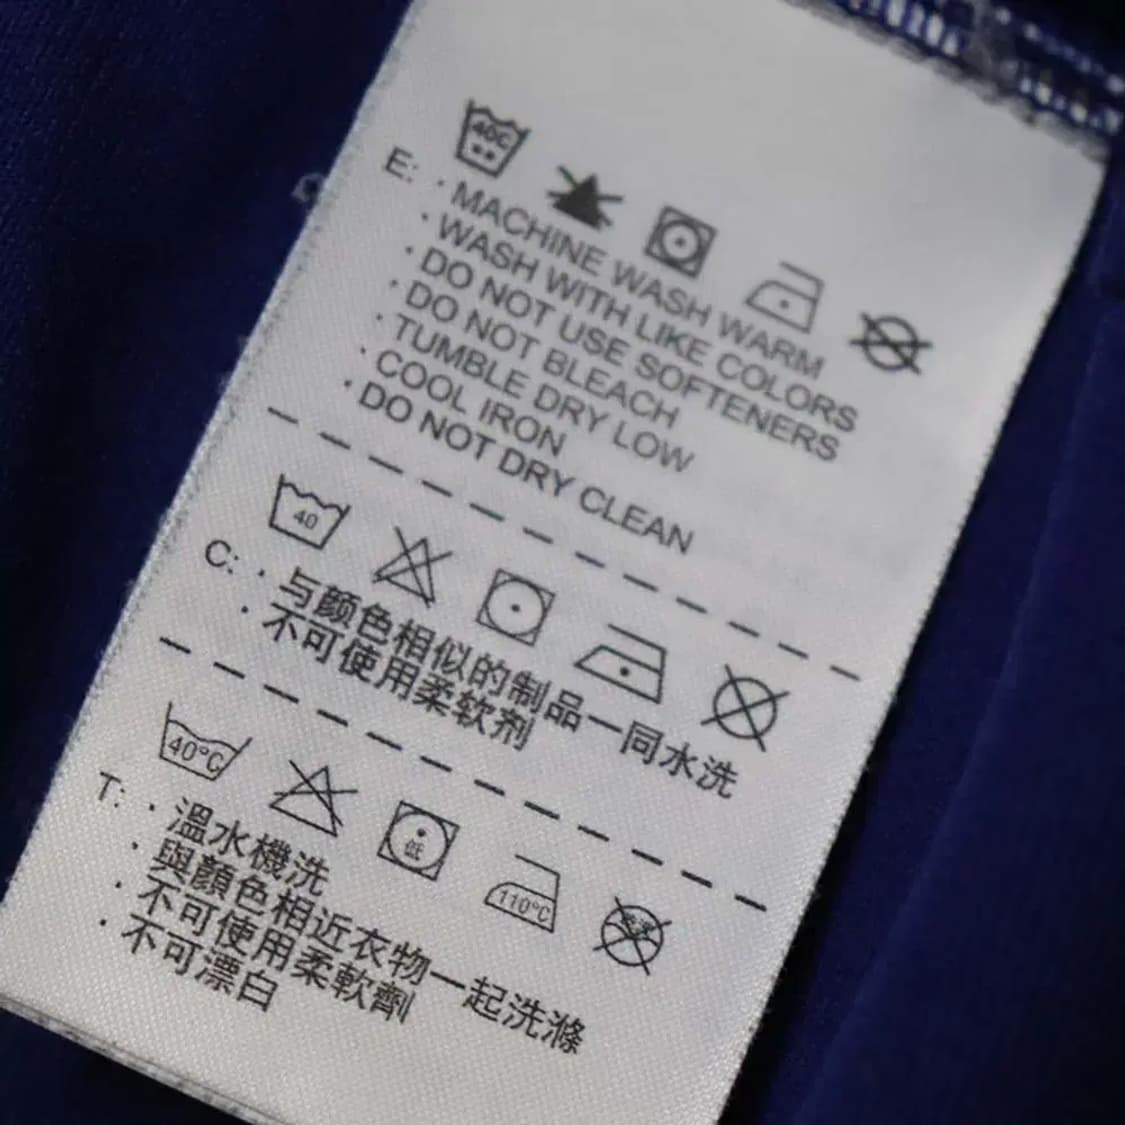 40C
E: · MACHINE WASH WARM
· WASH WITH LIKE COLORS
· DO NOT USE SOFTENERS
· DO NOT BLEACH
· TUMBLE DRY LOW
· COOL IRON
· DO NOT DRY CLEAN
40
C: · 与颜色相似的制品一同水洗
· 不可使用柔软剂
40°C
低
110°C
T: · 溫水機洗
· 與顏色相近衣物一起洗滌
· 不可使用柔軟劑
· 不可漂白